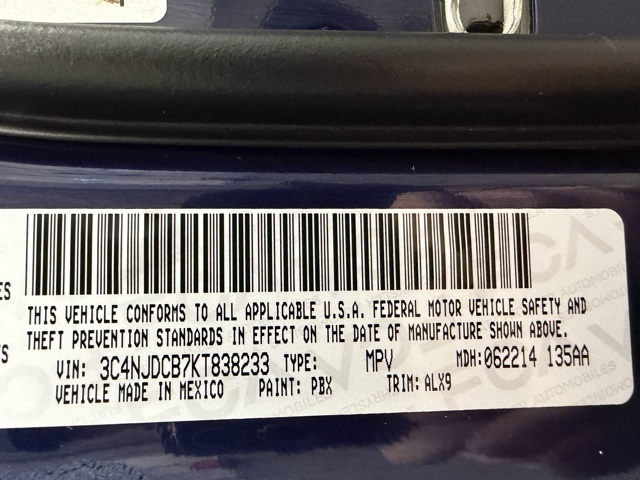 ES
THIS VEHICLE CONFORMS TO ALL APPLICABLE U.S.A. FEDERAL MOTOR VEHICLE SAFETY AND
THEFT PREVENTION STANDARDS IN EFFECT ON THE DATE OF MANUFACTURE SHOWN ABOVE.
TS VIN: 3C4NJDCB7KT838233 TYPE: MPV MDH: 062214 135AA
VEHICLE MADE IN MEXICO PAINT: PBX TRIM: ALX9